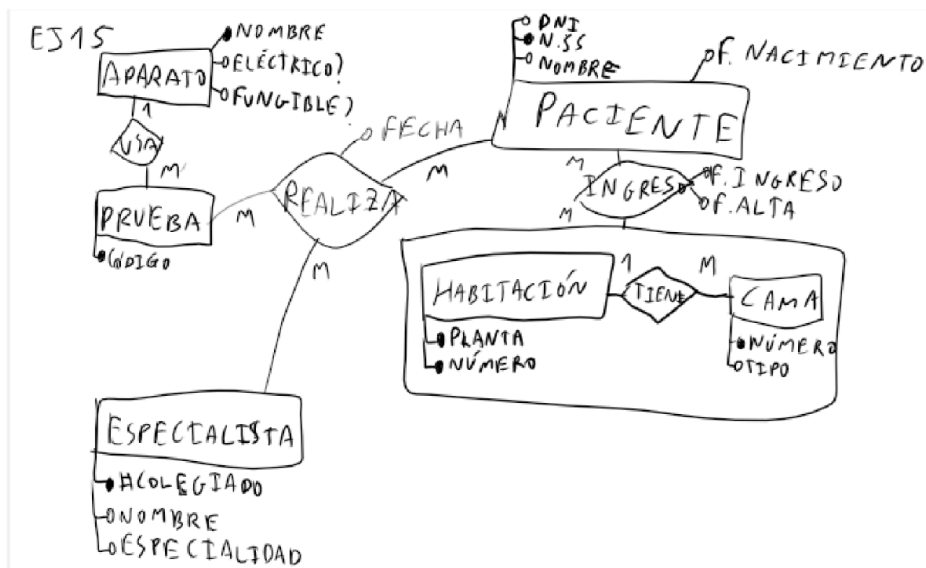 EJ15
APARATO
NOMBRE
ELÉCTRICO?
FUNGIBLE?
1
USA
M
PRUEBA
CÓDIGO
M
REALIZA
FECHA
M
M
DNI
N.SS
NOMBRE
F. NACIMIENTO
PACIENTE
M
INGRESO
F. INGRESO
F. ALTA
M
HABITACIÓN
PLANTA
NÚMERO
1
TIENE
M
CAMA
NÚMERO
TIPO
ESPECIALISTA
#COLEGIADO
NOMBRE
ESPECIALIDAD